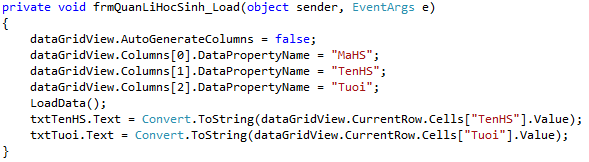 private void frmQuanLiHocSinh_Load(object sender, EventArgs e)
{
    dataGridView.AutoGenerateColumns = false;
    dataGridView.Columns[0].DataPropertyName = "MaHS";
    dataGridView.Columns[1].DataPropertyName = "TenHS";
    dataGridView.Columns[2].DataPropertyName = "Tuoi";
    LoadData();
    txtTenHS.Text = Convert.ToString(dataGridView.CurrentRow.Cells["TenHS"].Value);
    txtTuoi.Text = Convert.ToString(dataGridView.CurrentRow.Cells["Tuoi"].Value);
}